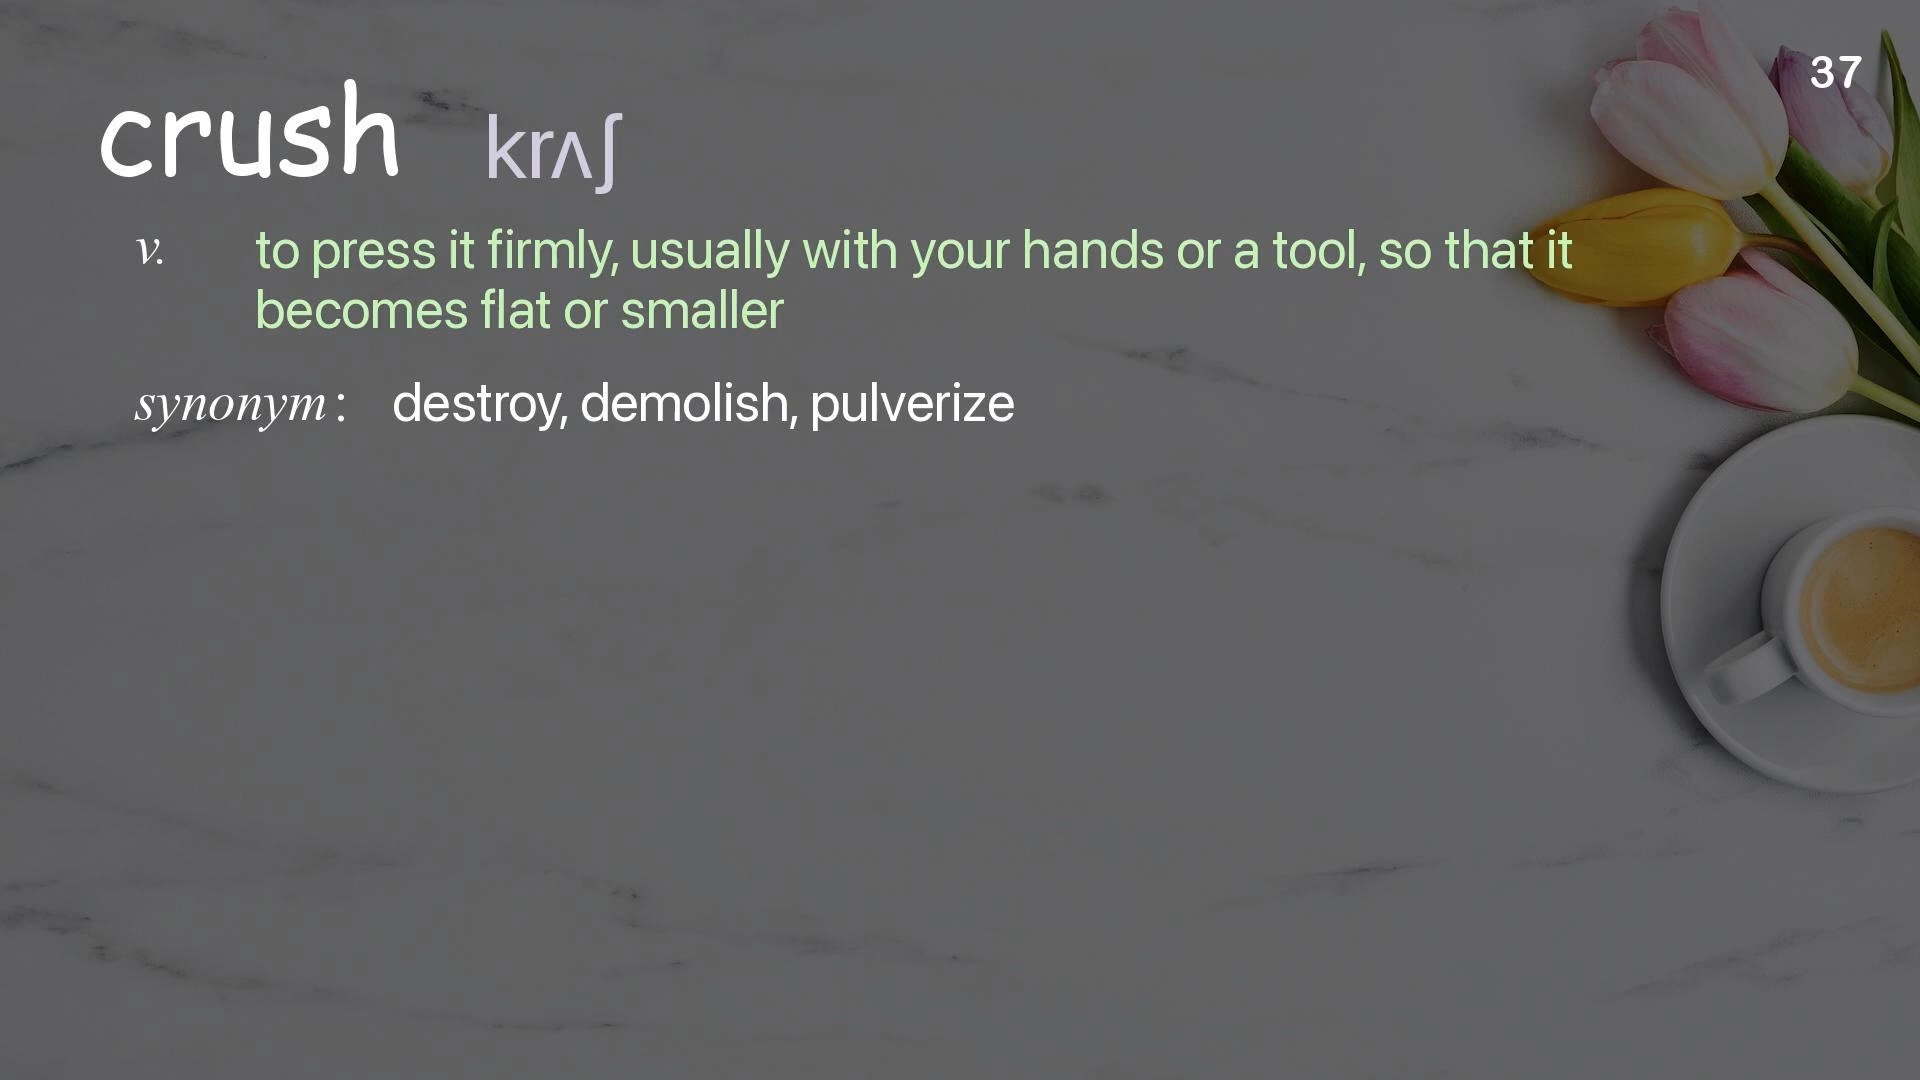 37
crush krʌʃ
v. to press it firmly, usually with your hands or a tool, so that it
becomes flat or smaller
synonym: destroy, demolish, pulverize